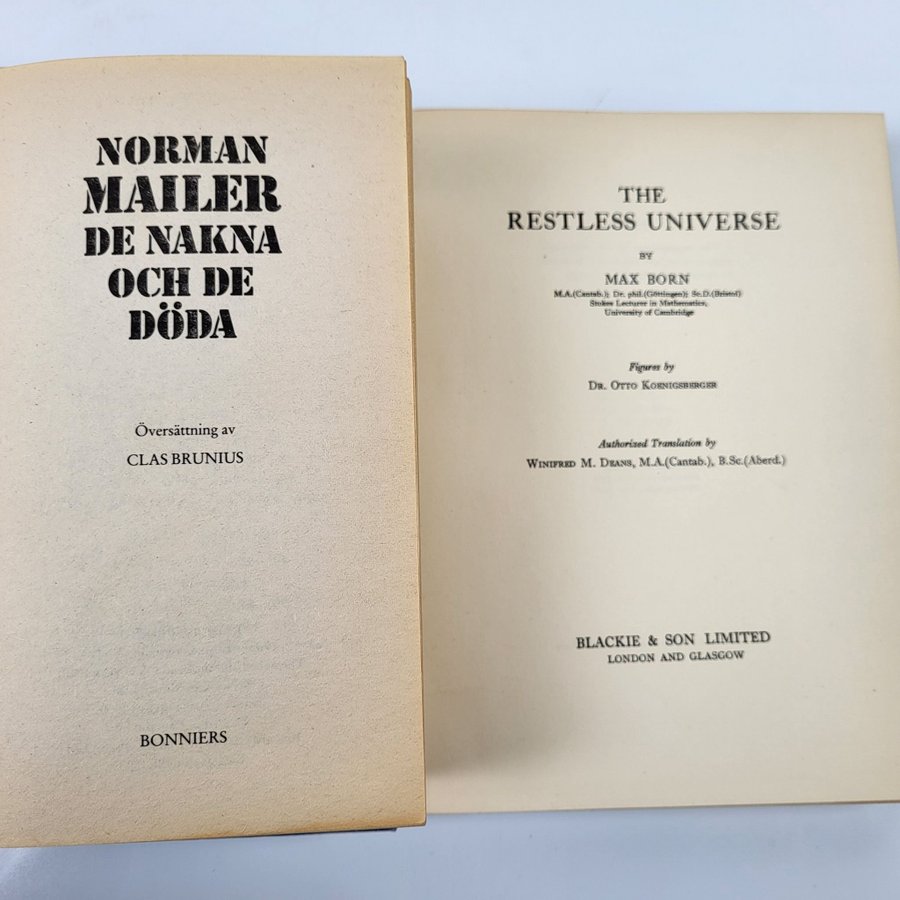 NORMAN
MAILER
DE NAKNA
OCH DE
DÖDA
Översättning av
CLAS BRUNIUS
BONNIERS
THE
RESTLESS UNIVERSE
BY
MAX BORN
M.A.(Cantab.); Dr. phil.(Göttingen); Sc.D.(Bristol)
Stokes Lecturer in Mathematics,
University of Cambridge
Figures by
DR. OTTO KOENIGSBERGER
Authorized Translation by
WINIFRED M. DEANS, M.A.(Cantab.), B.Sc.(Aberd.)
BLACKIE & SON LIMITED
LONDON AND GLASGOW